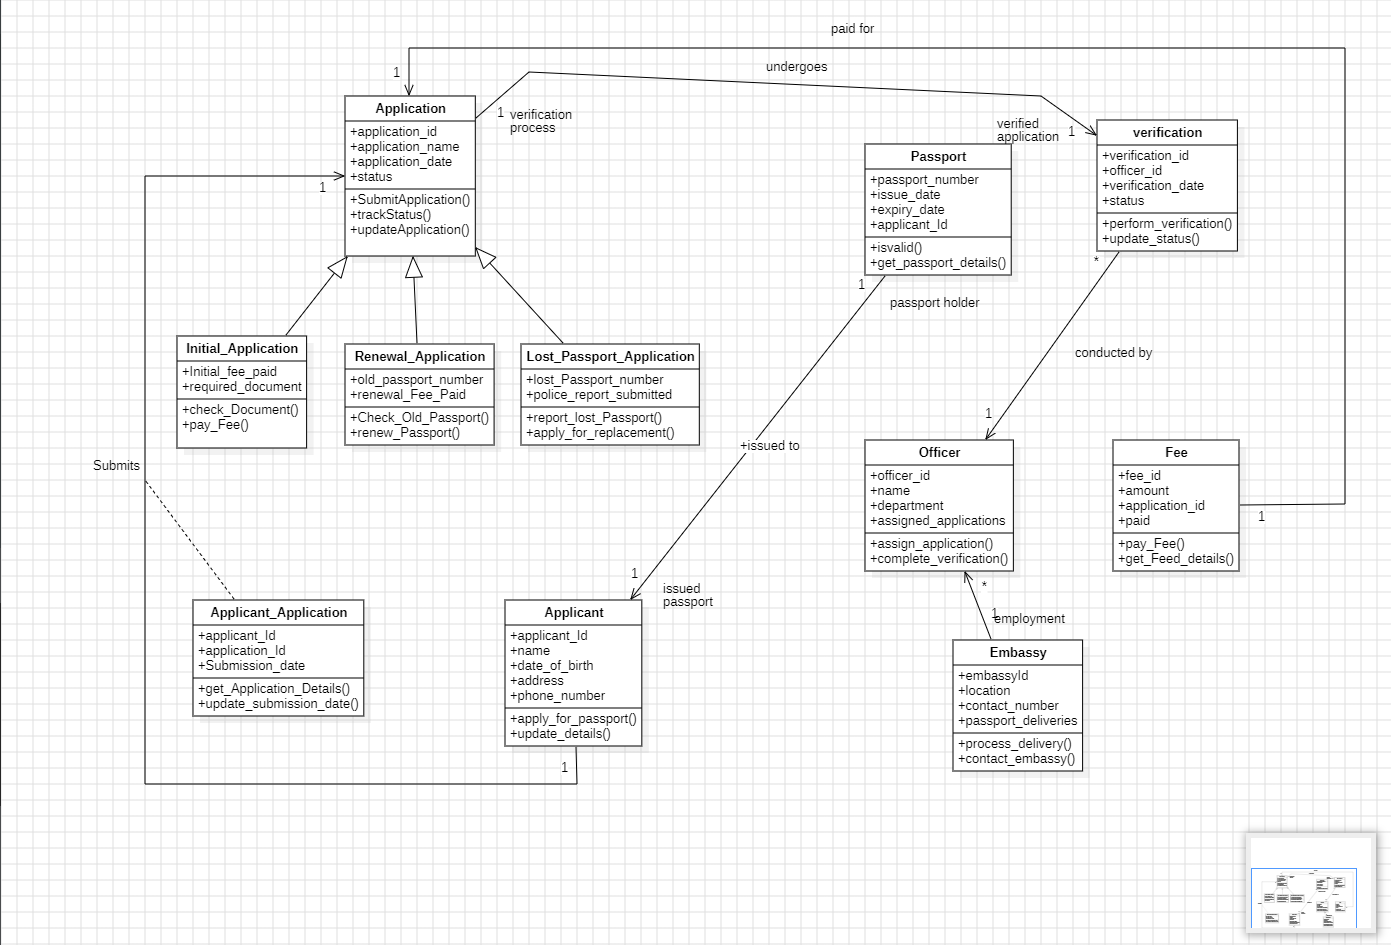 paid for
undergoes
1
Application
+application_id
+application_name
+application_date
+status
+SubmitApplication()
+trackStatus()
+updateApplication()
1
verification
process
verified
application
1
verification
+verification_id
+officer_id
+verification_date
+status
+perform_verification()
+update_status()
Passport
+passport_number
+issue_date
+expiry_date
+applicant_Id
+isvalid()
+get_passport_details()
1
*
1
passport holder
Initial_Application
+Initial_fee_paid
+required_document
+check_Document()
+pay_Fee()
Renewal_Application
+old_passport_number
+renewal_Fee_Paid
+Check_Old_Passport()
+renew_Passport()
Lost_Passport_Application
+lost_Passport_number
+police_report_submitted
+report_lost_Passport()
+apply_for_replacement()
conducted by
1
+issued to
Submits
Officer
+officer_id
+name
+department
+assigned_applications
+assign_application()
+complete_verification()
Fee
+fee_id
+amount
+application_id
+paid
+pay_Fee()
+get_Feed_details()
1
1
issued
passport
*
1
employment
Applicant_Application
+applicant_Id
+application_Id
+Submission_date
+get_Application_Details()
+update_submission_date()
Applicant
+applicant_Id
+name
+date_of_birth
+address
+phone_number
+apply_for_passport()
+update_details()
1
Embassy
+embassyId
+location
+contact_number
+passport_deliveries
+process_delivery()
+contact_embassy()